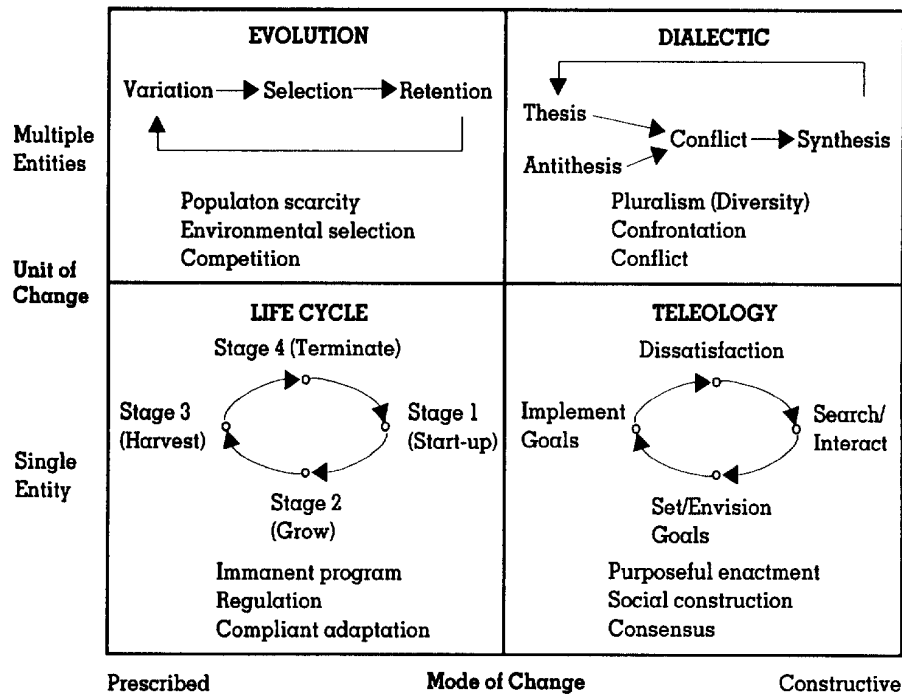 EVOLUTION
Variation Selection Retention
Populaton scarcity
Environmental selection
Competition
DIALECTIC
Thesis
Conflict Synthesis
Antithesis
Pluralism (Diversity)
Confrontation
Conflict
Multiple
Entities
Unit of
Change
Single
Entity
LIFE CYCLE
Stage 4 (Terminate)
Stage 3
(Harvest)
Stage 1
(Start-up)
Stage 2
(Grow)
Immanent program
Regulation
Compliant adaptation
TELEOLOGY
Dissatisfaction
Implement
Goals
Search/
Interact
Set/Envision
Goals
Purposeful enactment
Social construction
Consensus
Prescribed Mode of Change Constructive